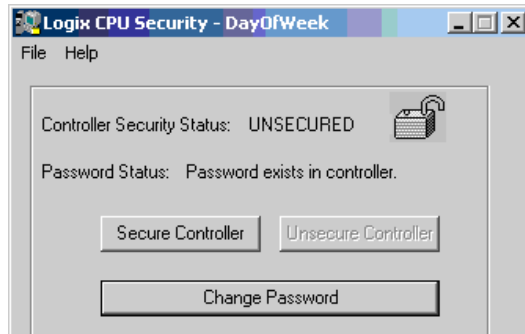 Logix CPU Security - DayOfWeek
File Help
Controller Security Status: UNSECURED
Password Status: Password exists in controller.
Secure Controller Unsecure Controller
Change Password